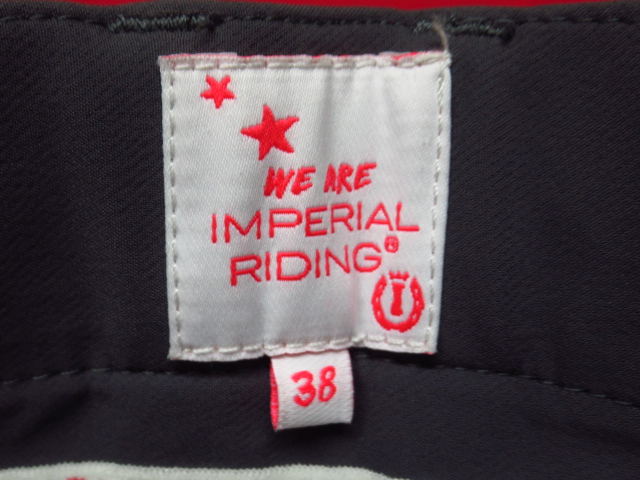 WE ARE
IMPERIAL
RIDING®
I
38